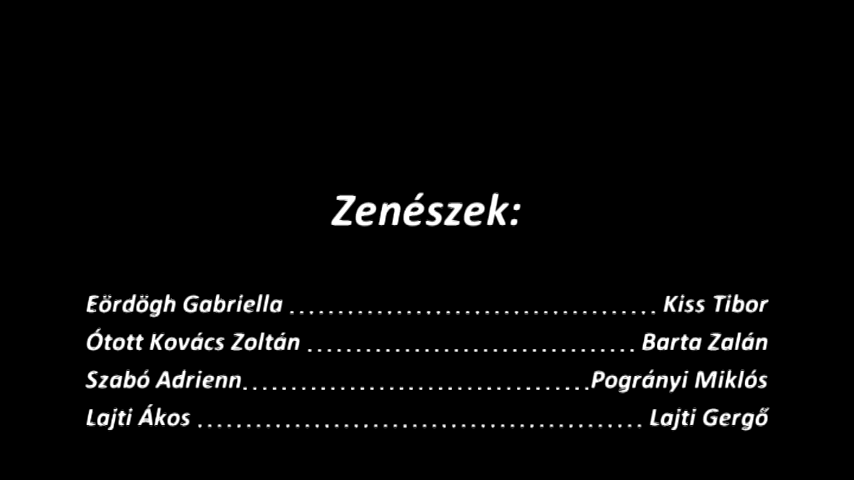 Zenészek:
Eördögh Gabriella ...................................... Kiss Tibor
Ótott Kovács Zoltán .................................. Barta Zalán
Szabó Adrienn....................................Pogrányi Miklós
Lajti Ákos .............................................. Lajti Gergő